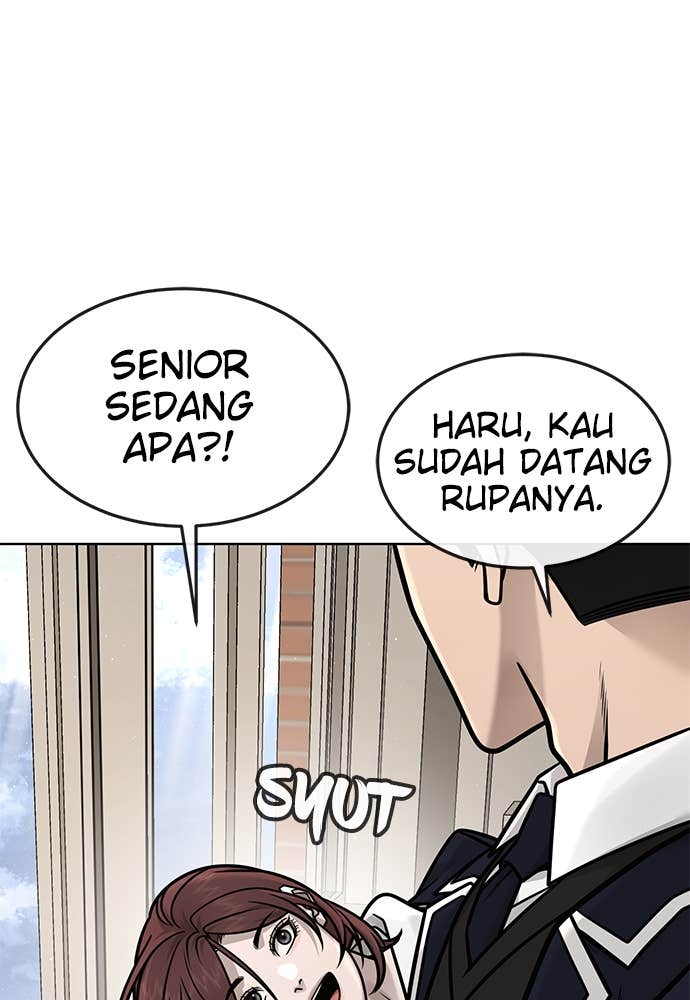 SENIOR
SEDANG
APA?!
HARU, KAU
SUDAH DATANG
RUPANYA.
SYUT